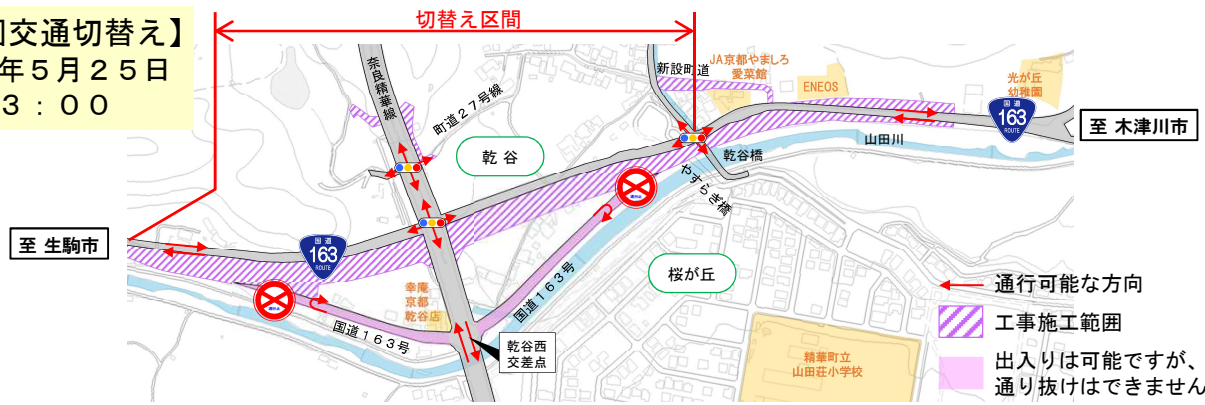 交通切替え】
年５月２５日
３：００
切替え区間
奈良精華線
町道２７号線
新設町道
JA京都やましろ
愛菜館
ENEOS
光が丘
幼稚園
国道
163
ROUTE
至 木津川市
山田川
乾谷
乾谷橋
やすらぎ橋
至 生駒市
国道
163
ROUTE
桜が丘
国道１６３号
幸庵
京都
乾谷店
国道１６３号
乾谷西
交差点
精華町立
山田荘小学校
通行可能な方向
工事施工範囲
出入りは可能ですが、
通り抜けはできません